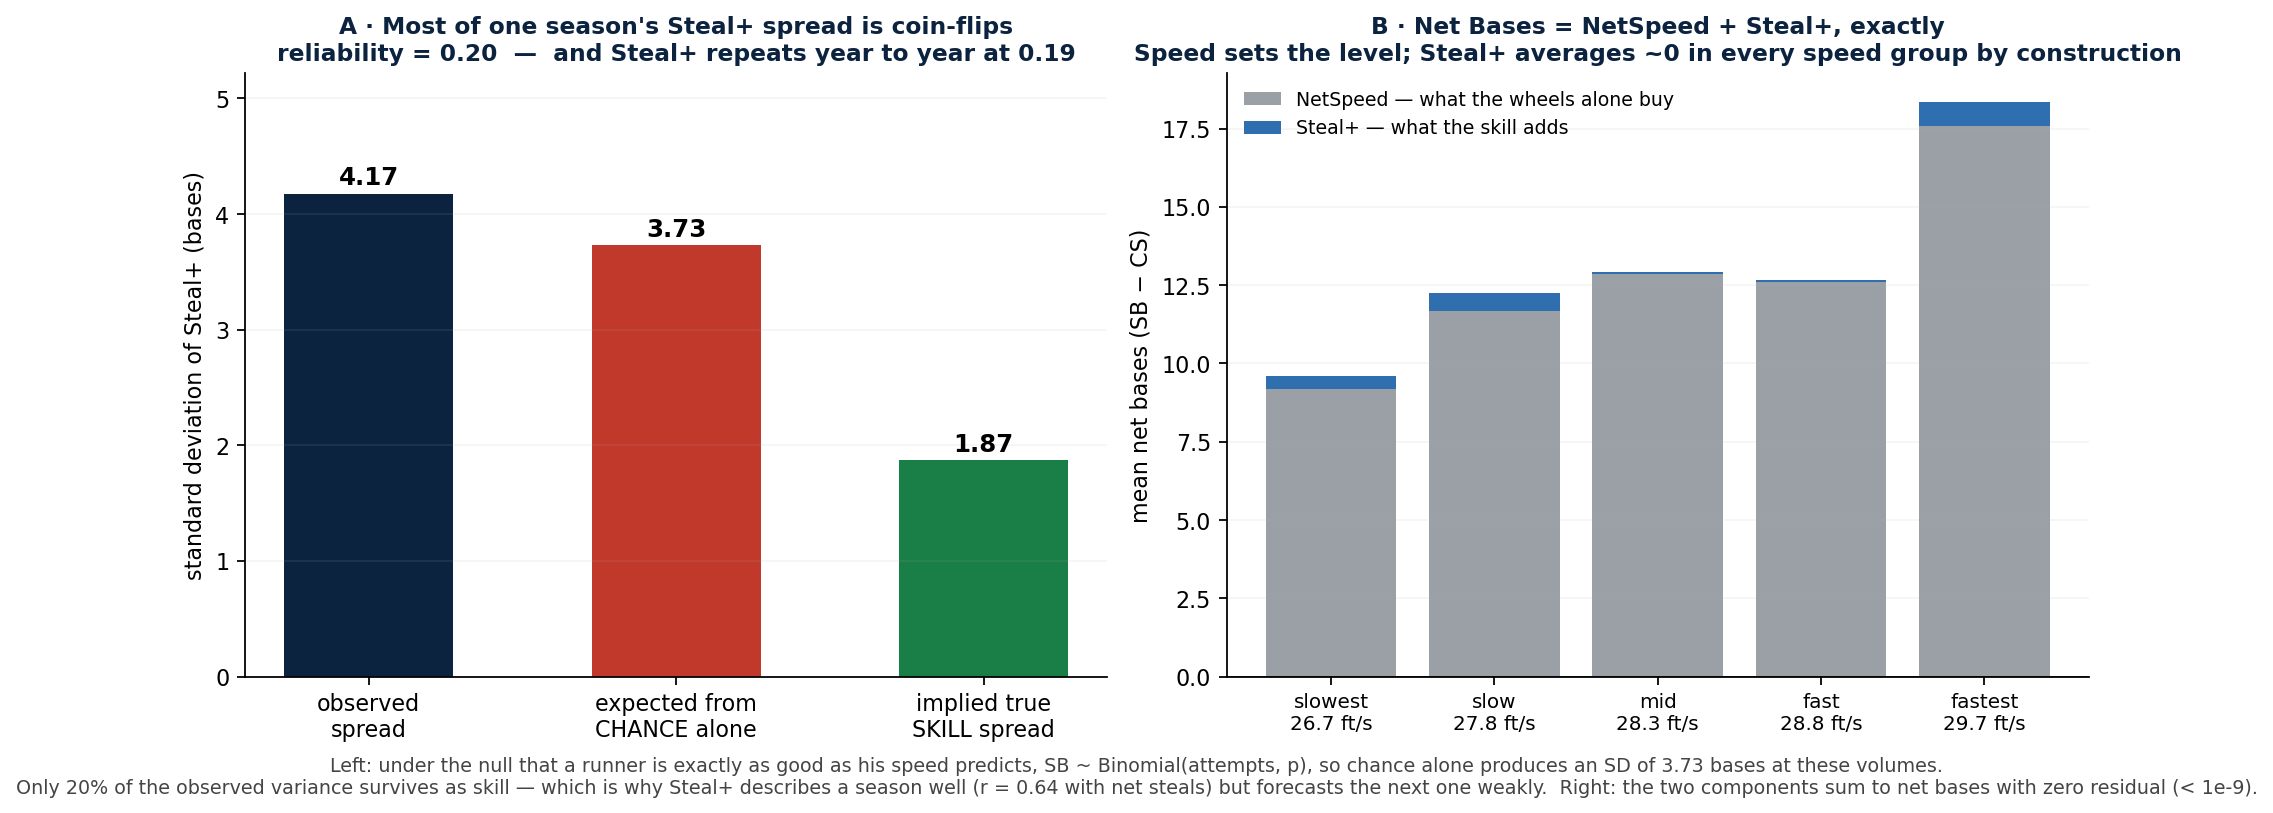 A · Most of one season's Steal+ spread is coin-flips
reliability = 0.20 — and Steal+ repeats year to year at 0.19
5
4
3
2
1
0
standard deviation of Steal+ (bases)
4.17
3.73
1.87
observed
spread
expected from
CHANCE alone
implied true
SKILL spread
B · Net Bases = NetSpeed + Steal+, exactly
Speed sets the level; Steal+ averages ~0 in every speed group by construction
NetSpeed — what the wheels alone buy
Steal+ — what the skill adds
17.5
15.0
12.5
10.0
7.5
5.0
2.5
0.0
mean net bases (SB − CS)
slowest
26.7 ft/s
slow
27.8 ft/s
mid
28.3 ft/s
fast
28.8 ft/s
fastest
29.7 ft/s
Left: under the null that a runner is exactly as good as his speed predicts, SB ~ Binomial(attempts, p), so chance alone produces an SD of 3.73 bases at these volumes.
Only 20% of the observed variance survives as skill — which is why Steal+ describes a season well (r = 0.64 with net steals) but forecasts the next one weakly.  Right: the two components sum to net bases with zero residual (< 1e-9).